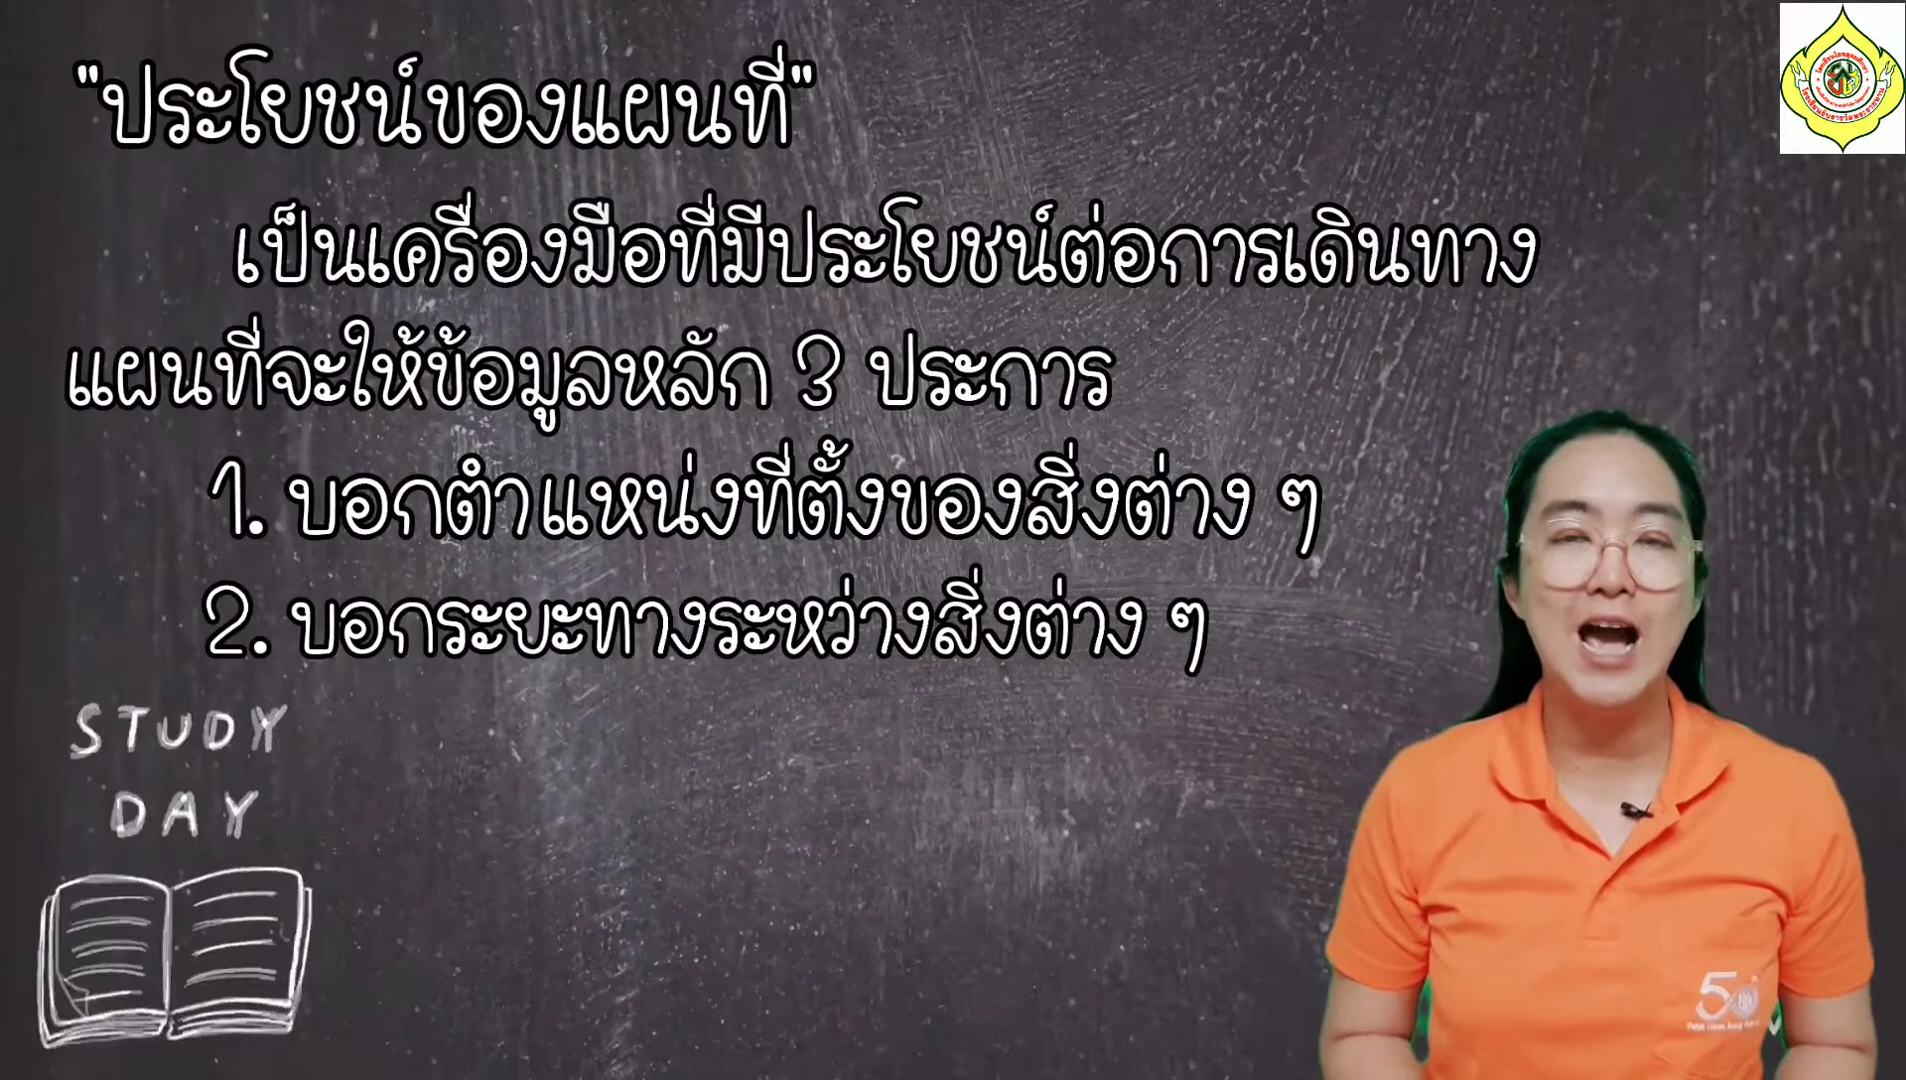 "ประโยชน์ของแผนที่"
เป็นเครื่องมือที่มีประโยชน์ต่อการเดินทาง
แผนที่จะให้ข้อมูลหลัก 3 ประการ
1. บอกตำแหน่งที่ตั้งของสิ่งต่าง ๆ
2. บอกระยะทางระหว่างสิ่งต่าง ๆ
STUDY
DAY
50